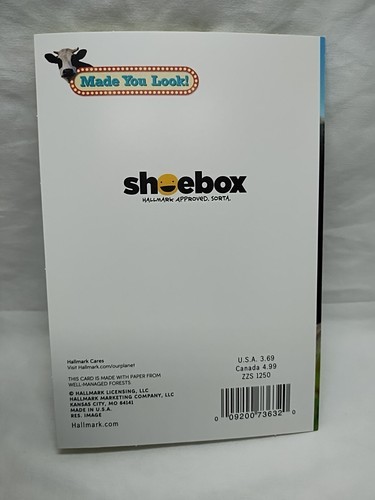 Made You Look!
shoebox
HALLMARK APPROVED. SORTA.
Hallmark Cares
Visit Hallmark.com/ourplanet
THIS CARD IS MADE WITH PAPER FROM
WELL-MANAGED FORESTS
© HALLMARK LICENSING, LLC
HALLMARK MARKETING COMPANY, LLC
KANSAS CITY, MO 64141
MADE IN U.S.A.
RES. IMAGE
Hallmark.com
U.S.A. 3.69
Canada 4.99
ZZS 1250
0 09200 73632 0